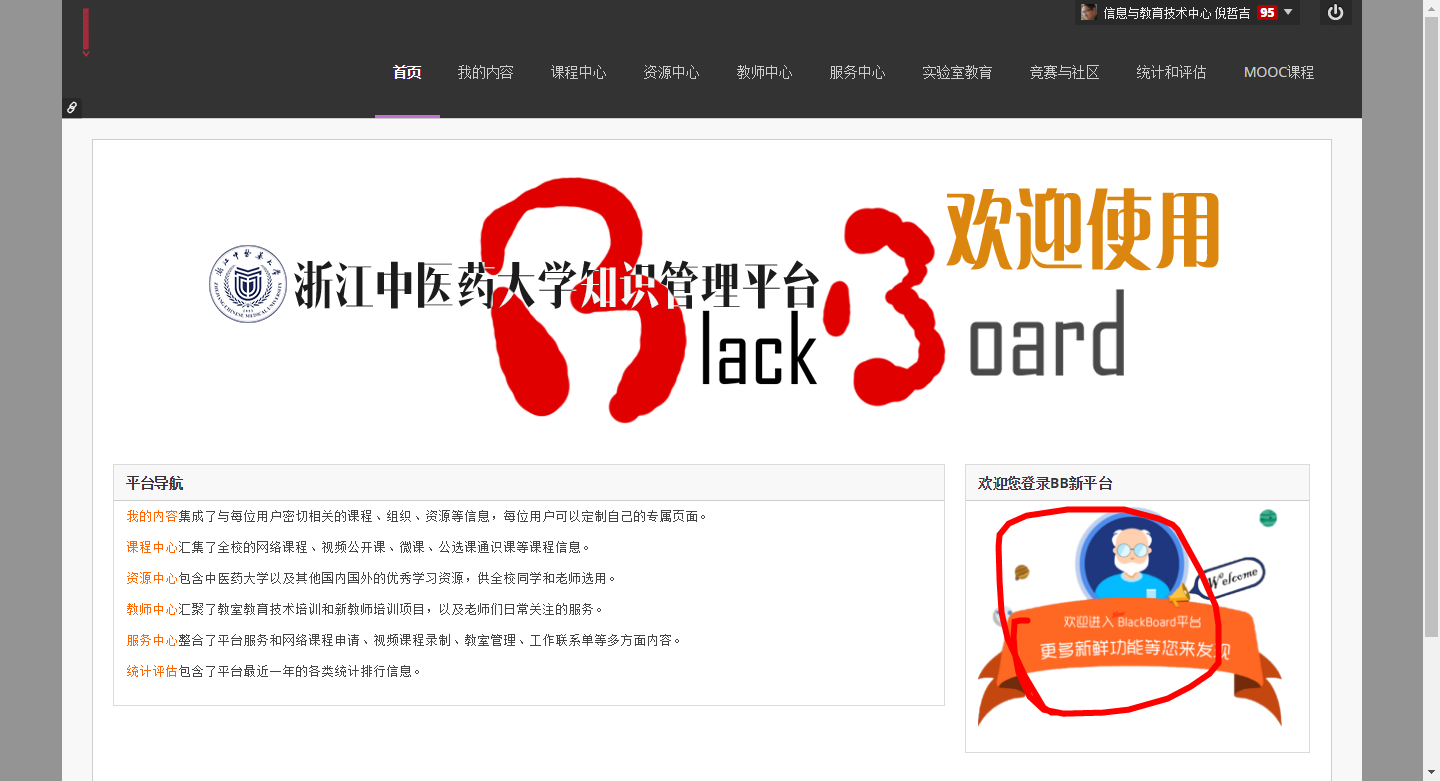 信息与教育技术中心 倪哲吉 95
首页 我的内容 课程中心 资源中心 教师中心 服务中心 实验室教育 竞赛与社区 统计和评估 MOOC课程
欢迎使用
浙江中医药大学知识管理平台
lack Board
平台导航
我的内容集成了与每位用户密切相关的课程、组织、资源等信息，每位用户可以定制自己的专属页面。
课程中心汇集了全校的网络课程、视频公开课、微课、公选课通识课等课程信息。
资源中心包含中医药大学以及其他国内国外的优秀学习资源，供全校同学和老师选用。
教师中心汇聚了教室教育技术培训和新教师培训项目，以及老师们日常关注的服务。
服务中心整合了平台服务和网络课程申请、视频课程录制、教室管理、工作联系单等多方面内容。
统计评估包含了平台最近一年的各类统计排行信息。
欢迎您登录BB新平台
Welcome
欢迎进入 BlackBoard平台
更多新鲜功能等您来发现